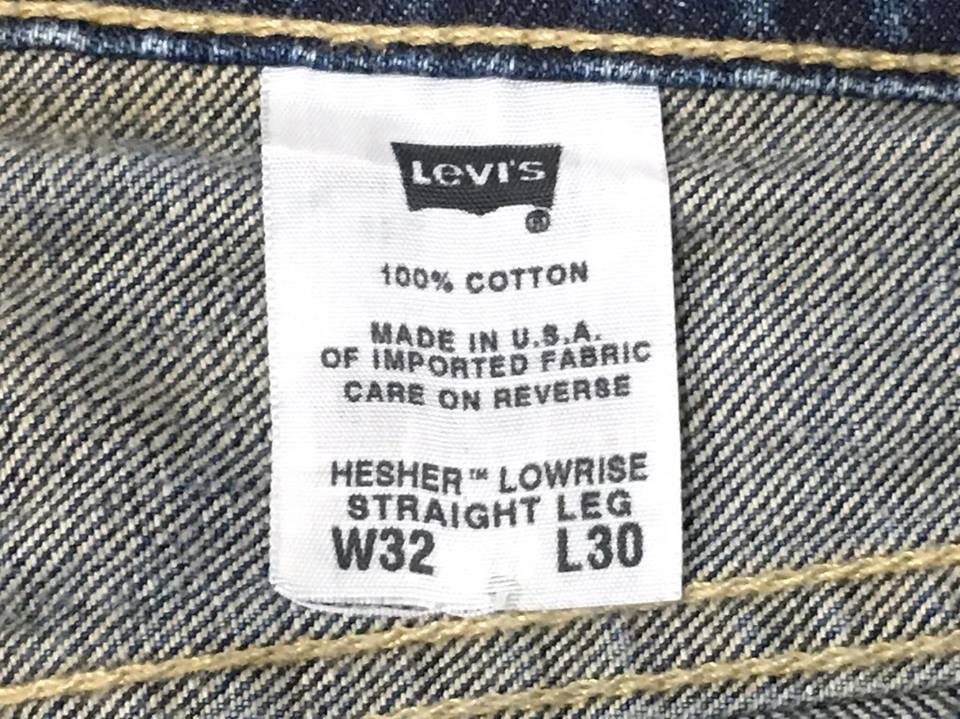 Levi's
®
100% COTTON
MADE IN U.S.A.
OF IMPORTED FABRIC
CARE ON REVERSE
HESHER™ LOWRISE
STRAIGHT LEG
W32 L30